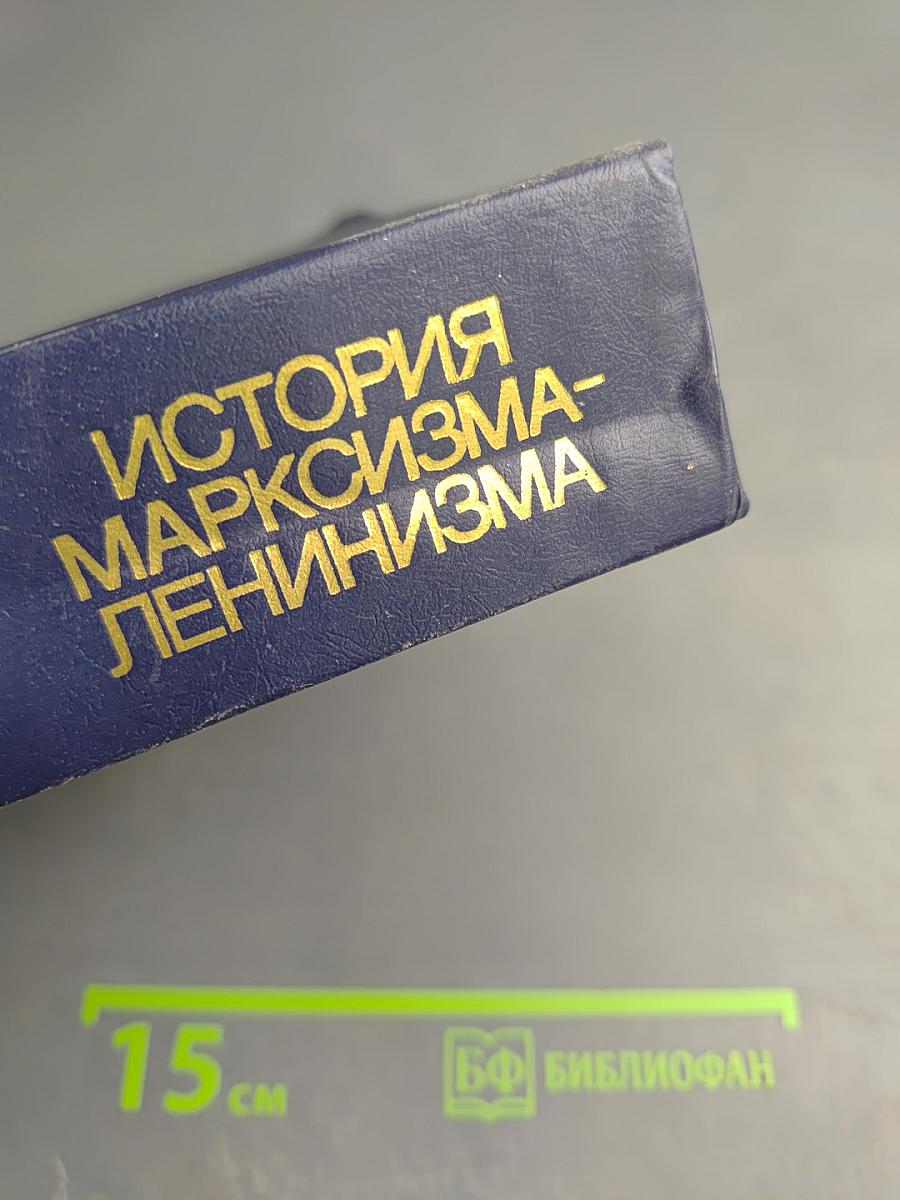 ИСТОРИЯ
МАРКСИЗМА-
ЛЕНИНИЗМА
15 см
БФ БИБЛИОФАН